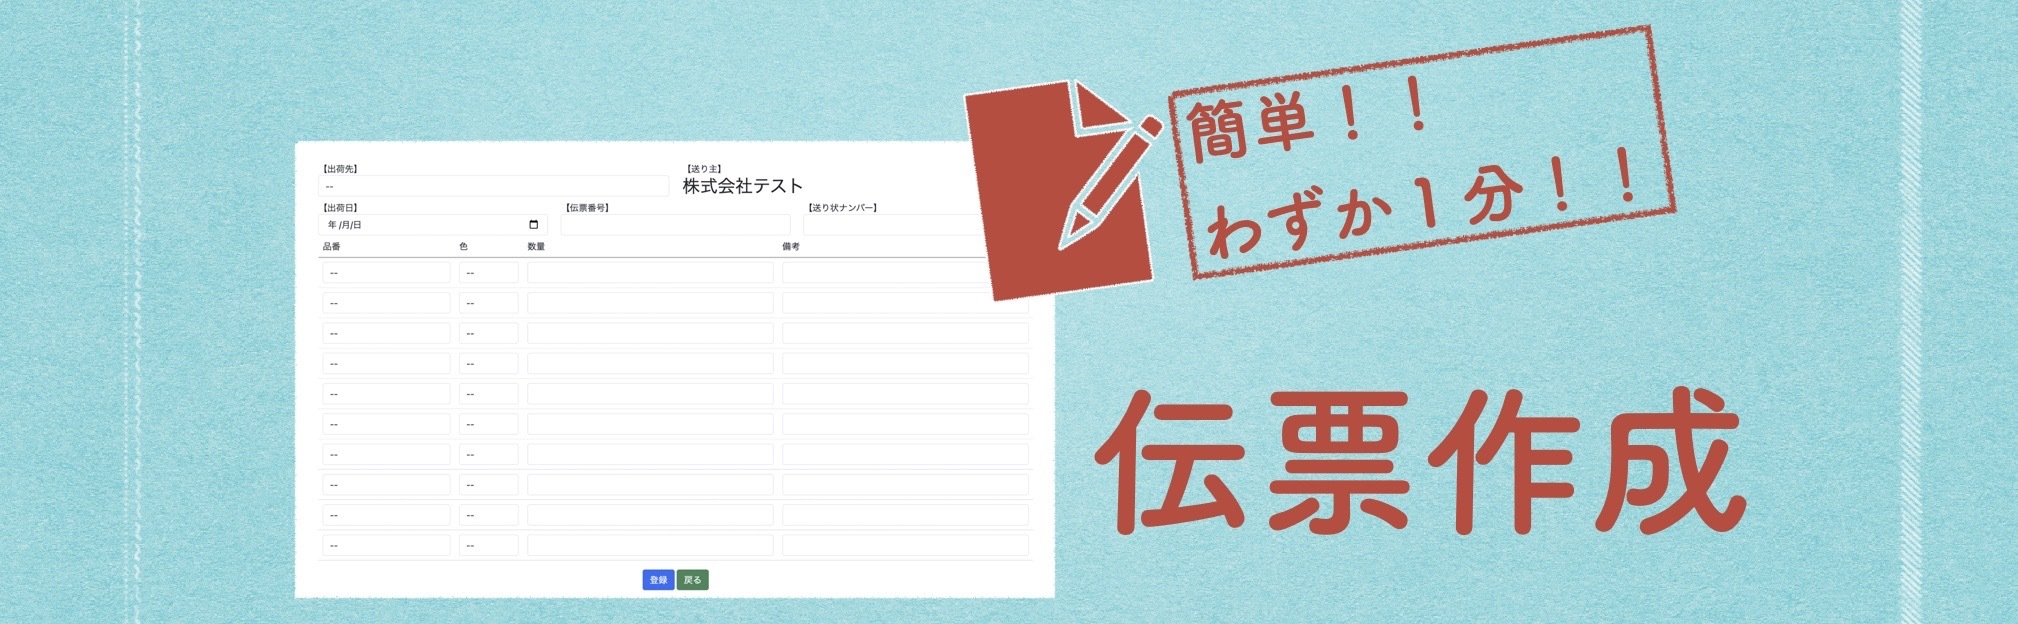 簡単！！
わずか１分！！
伝票作成
【出荷先】
--
【送り主】
株式会社テスト
【出荷日】
年 /月/日
【伝票番号】
【送り状ナンバー】
品番 色 数量 備考
-- --
-- --
-- --
-- --
-- --
-- --
-- --
-- --
-- --
-- --
登録 戻る